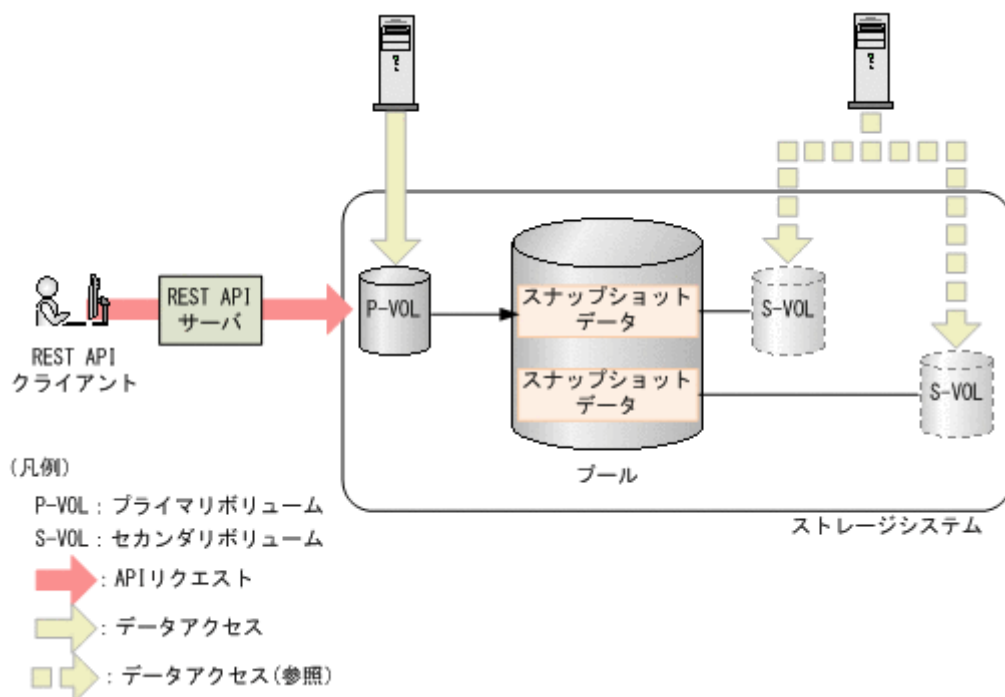 REST API
サーバ
P-VOL
スナップショット
データ
S-VOL
REST API
クライアント
スナップショット
データ
S-VOL
プール
ストレージシステム
(凡例)
P-VOL：プライマリボリューム
S-VOL：セカンダリボリューム
：APIリクエスト
：データアクセス
：データアクセス(参照)